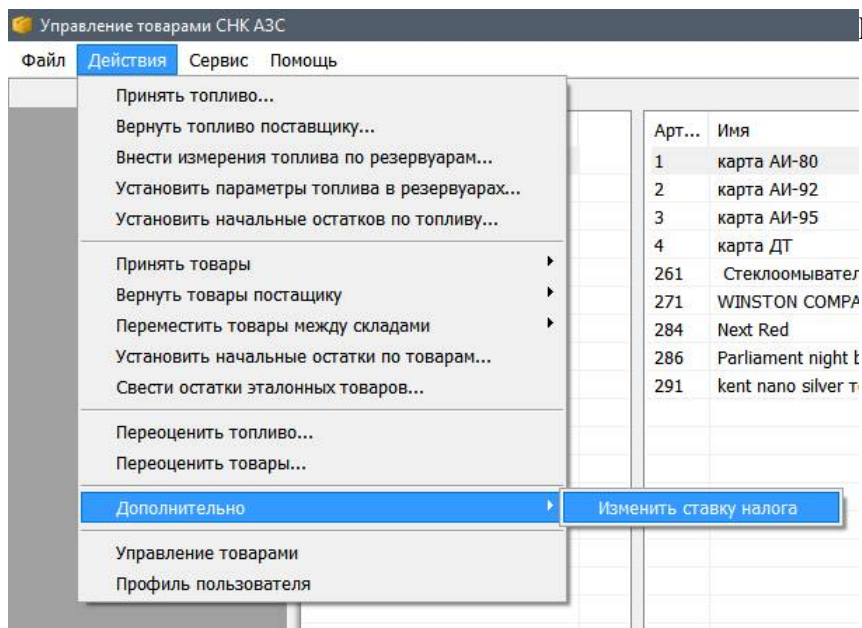 Управление товарами СНК АЗС
Файл Действия Сервис Помощь
Принять топливо...
Вернуть топливо поставщику...
Внести измерения топлива по резервуарам...
Установить параметры топлива в резервуарах...
Установить начальные остатков по топливу...
Принять товары
Вернуть товары постащику
Переместить товары между складами
Установить начальные остатки по товарам...
Свести остатки эталонных товаров...
Переоценить топливо...
Переоценить товары...
Дополнительно
Изменить ставку налога
Управление товарами
Профиль пользователя
Арт... Имя
1 карта АИ-80
2 карта АИ-92
3 карта АИ-95
4 карта ДТ
261 Стеклоомывател
271 WINSTON COMPA
284 Next Red
286 Parliament night
291 kent nano silver